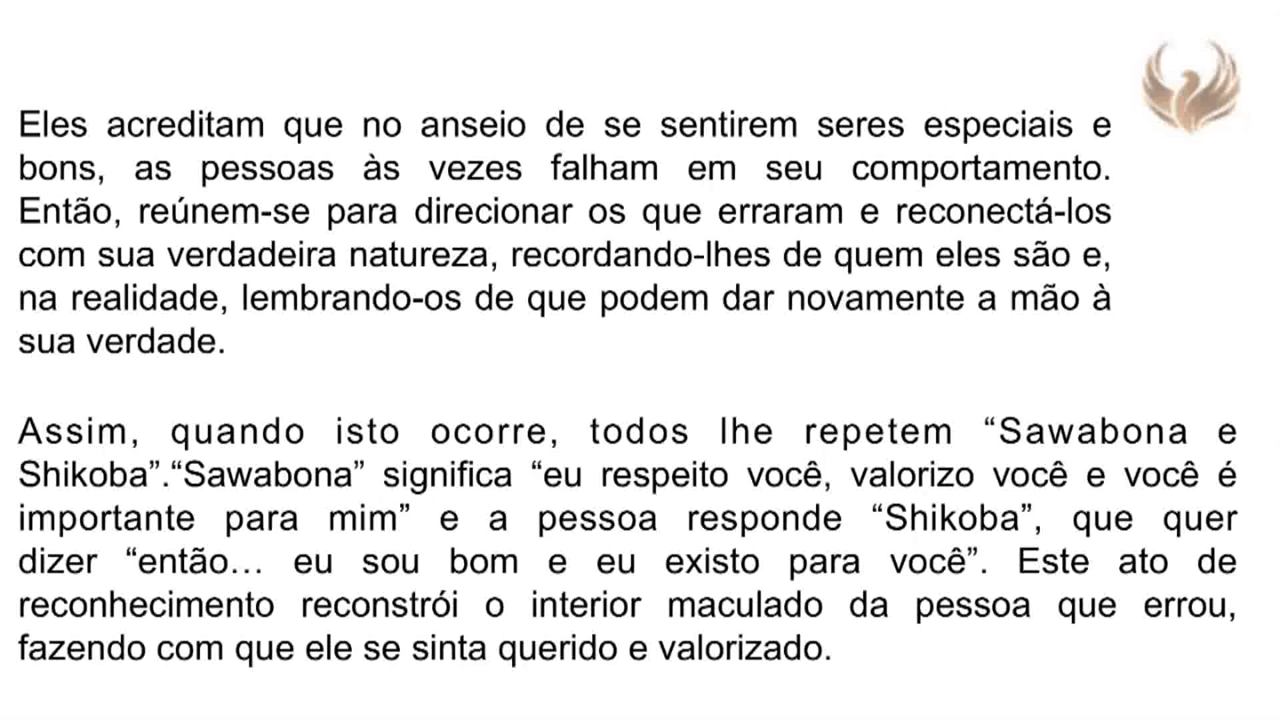 Eles acreditam que no anseio de se sentirem seres especiais e
bons, as pessoas às vezes falham em seu comportamento.
Então, reúnem-se para direcionar os que erraram e reconectá-los
com sua verdadeira natureza, recordando-lhes de quem eles são e,
na realidade, lembrando-os de que podem dar novamente a mão à
sua verdade.
Assim, quando isto ocorre, todos lhe repetem “Sawabona e
Shikoba”.“Sawabona” significa “eu respeito você, valorizo você e você é
importante para mim” e a pessoa responde “Shikoba”, que quer
dizer “então… eu sou bom e eu existo para você”. Este ato de
reconhecimento reconstrói o interior maculado da pessoa que errou,
fazendo com que ele se sinta querido e valorizado.